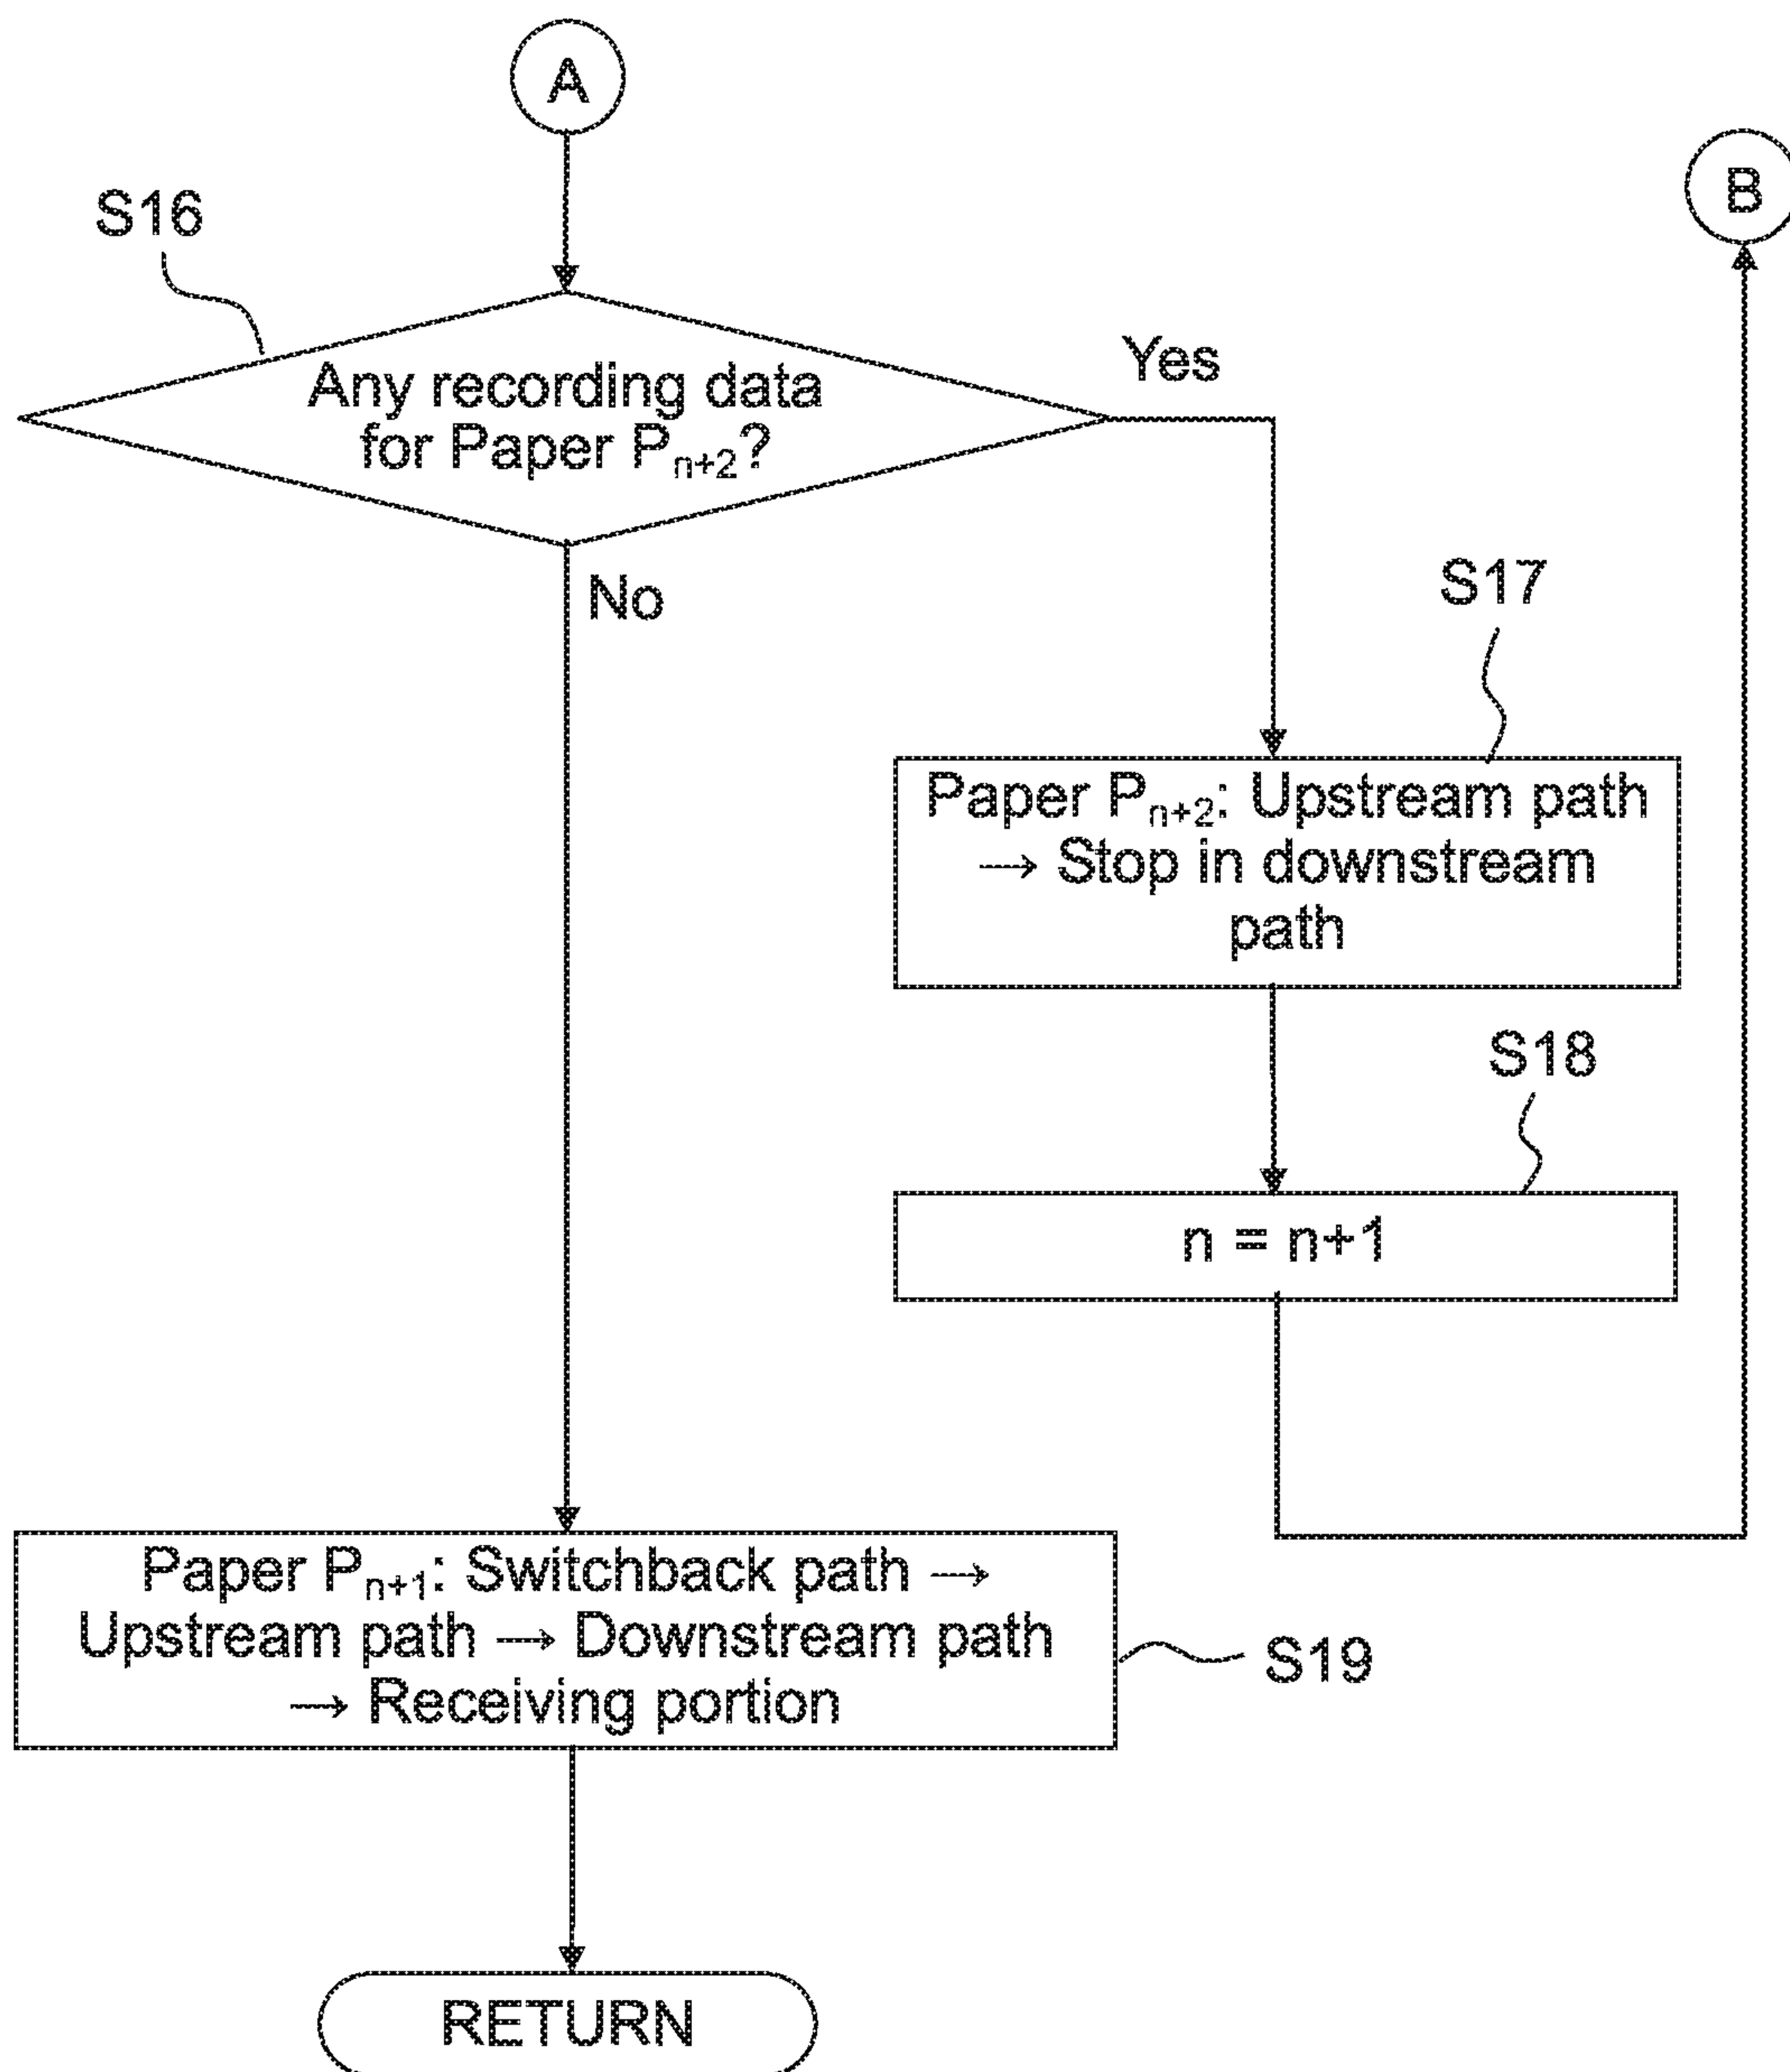 A
B
S16
Any recording data
for Paper Pn+2?
Yes
No
S17
Paper Pn+2: Upstream path
→ Stop in downstream
path
S18
n = n+1
Paper Pn+1: Switchback path →
Upstream path → Downstream path
→ Receiving portion
S19
RETURN